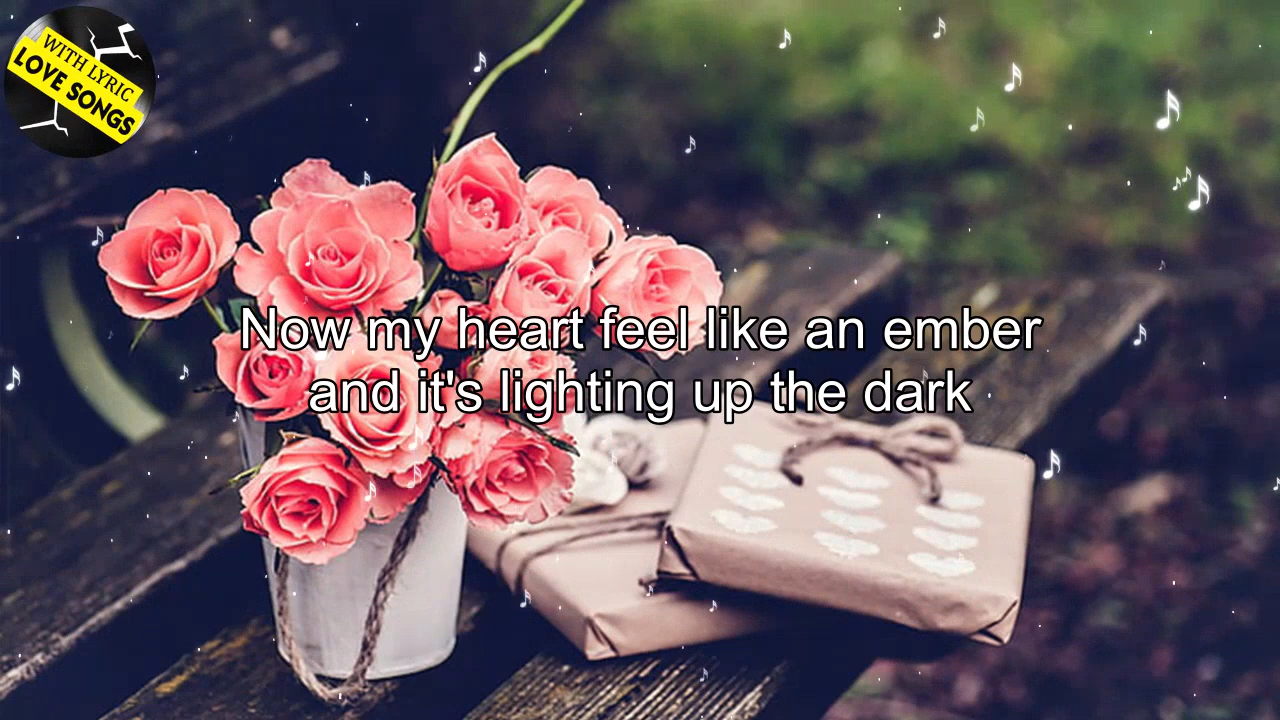 WITH LYRIC
LOVE SONGS
Now my heart feel like an ember
and it's lighting up the dark